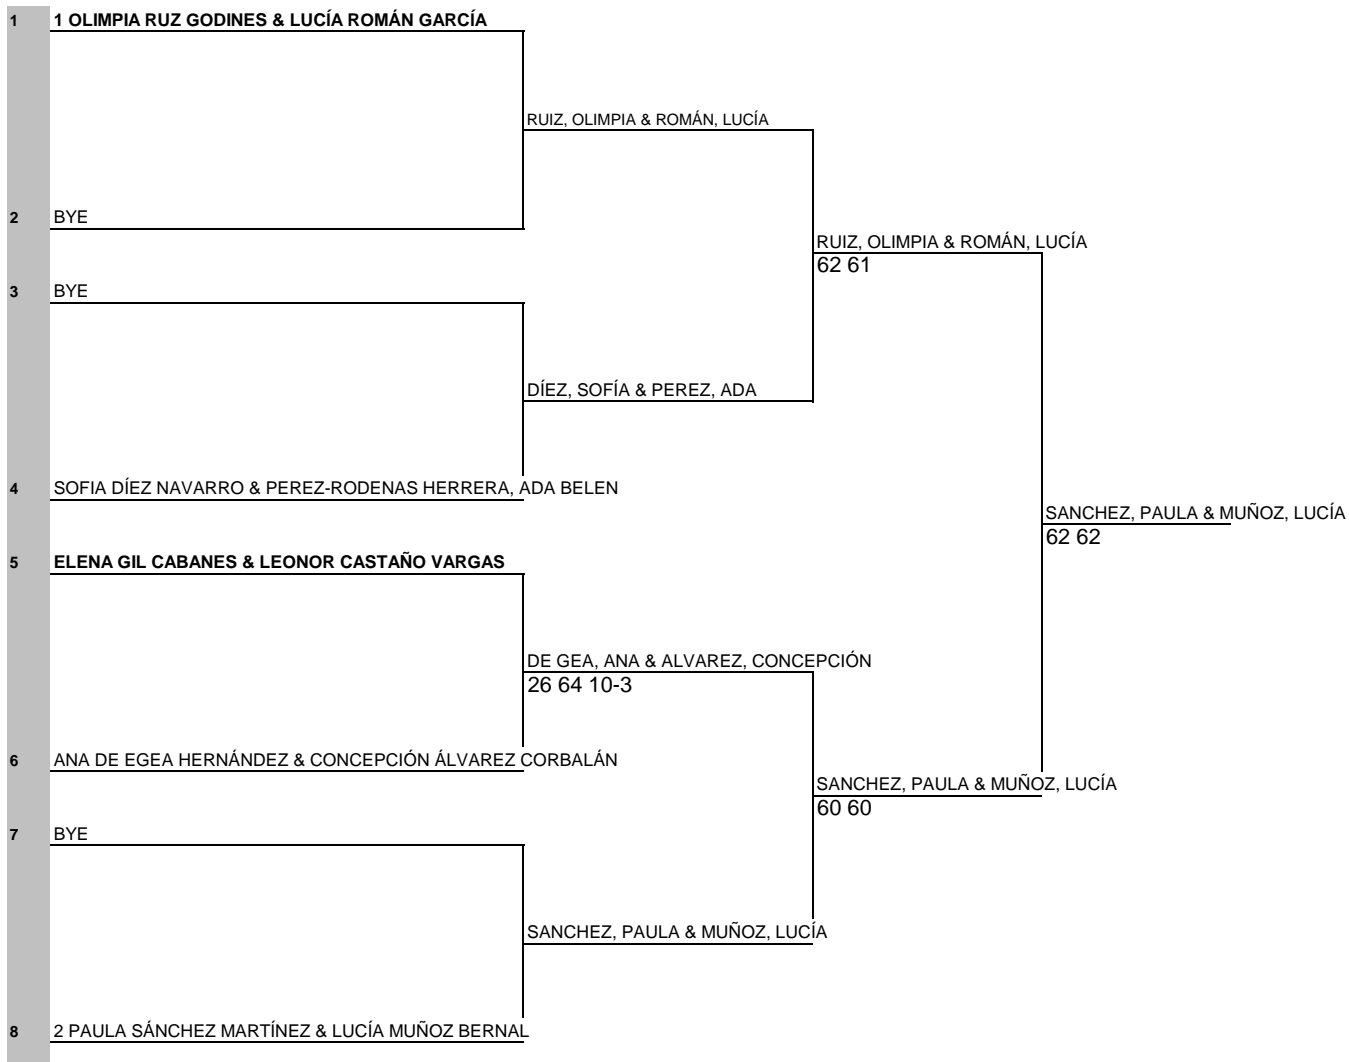 1 1 OLIMPIA RUZ GODINES & LUCÍA ROMÁN GARCÍA
RUIZ, OLIMPIA & ROMÁN, LUCÍA
2 BYE
RUIZ, OLIMPIA & ROMÁN, LUCÍA
62 61
3 BYE
DÍEZ, SOFÍA & PEREZ, ADA
4 SOFIA DÍEZ NAVARRO & PEREZ-RODENAS HERRERA, ADA BELEN
SANCHEZ, PAULA & MUÑOZ, LUCÍA
62 62
5 ELENA GIL CABANES & LEONOR CASTAÑO VARGAS
DE GEA, ANA & ALVAREZ, CONCEPCIÓN
26 64 10-3
6 ANA DE EGEA HERNÁNDEZ & CONCEPCIÓN ÁLVAREZ CORBALÁN
SANCHEZ, PAULA & MUÑOZ, LUCÍA
60 60
7 BYE
SANCHEZ, PAULA & MUÑOZ, LUCÍA
8 2 PAULA SÁNCHEZ MARTÍNEZ & LUCÍA MUÑOZ BERNAL